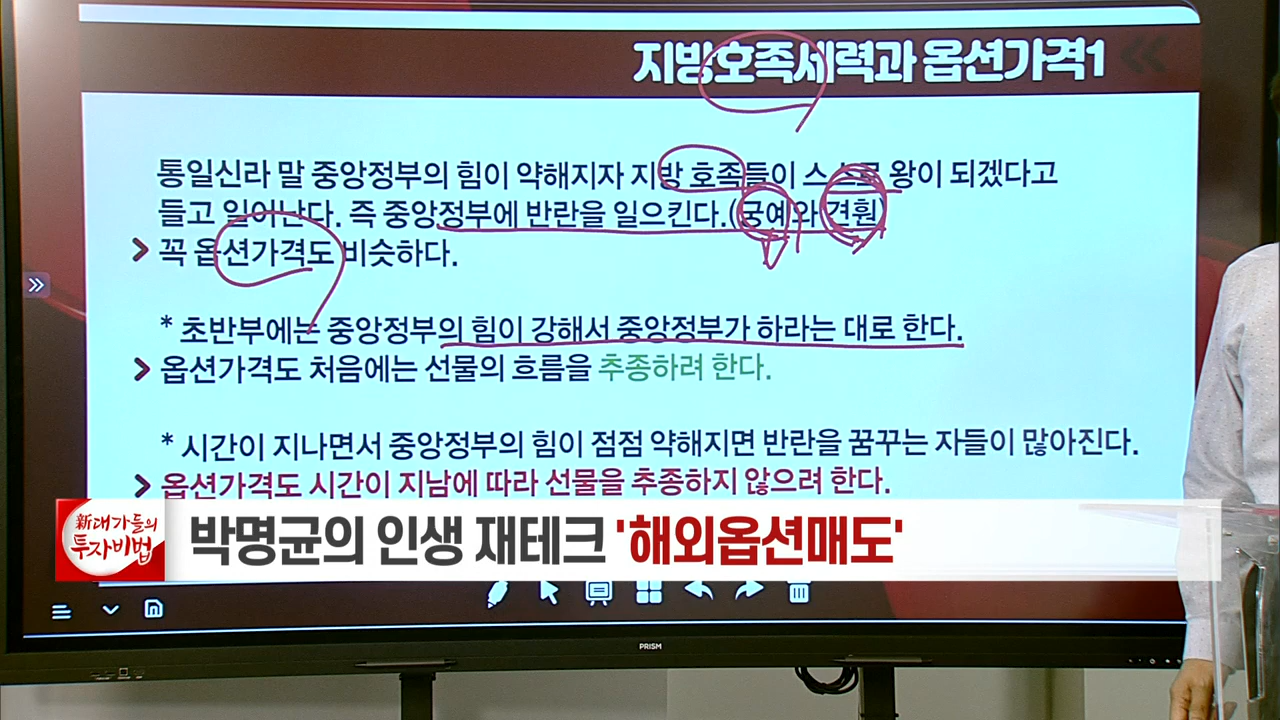 지방호족세력과 옵션가격1
통일신라 말 중앙정부의 힘이 약해지자 지방 호족들이 스스로 왕이 되겠다고
들고 일어난다. 즉 중앙정부에 반란을 일으킨다.(궁예와 견훤)
꼭 옵션가격도 비슷하다.
* 초반부에는 중앙정부의 힘이 강해서 중앙정부가 하라는 대로 한다.
옵션가격도 처음에는 선물의 흐름을 추종하려 한다.
* 시간이 지나면서 중앙정부의 힘이 점점 약해지면 반란을 꿈꾸는 자들이 많아진다.
옵션가격도 시간이 지남에 따라 선물을 추종하지 않으려 한다.
新대가들의
투자비법
박명균의 인생 재테크 '해외옵션매도'
PRISM